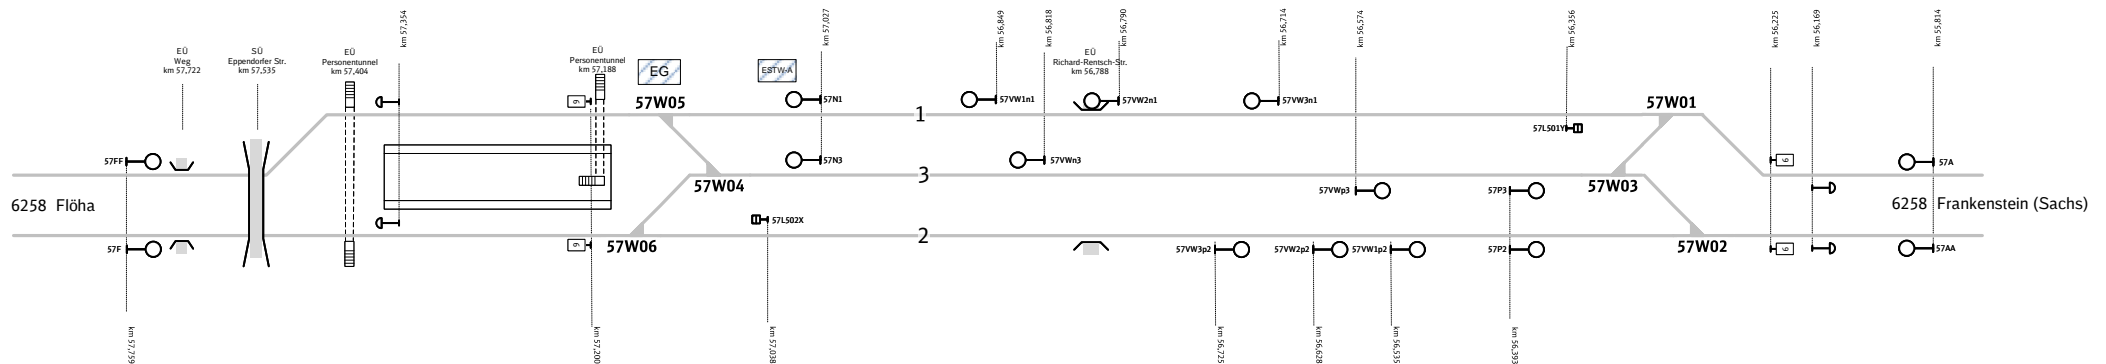 km 57,354
km 57,027
km 56,849
km 56,818
km 56,790
km 56,714
km 56,574
km 56,356
km 56,225
km 56,169
km 55,814
EÜ
Weg
km 57,722
SÜ
Eppendorfer Str.
km 57,535
EÜ
Personentunnel
km 57,404
EÜ
Personentunnel
km 57,188
EG
ESTW-A
EÜ
Richard-Rentsch-Str.
km 56,788
6
57W05
57N1
57VW1n1
57VW2n1
57VW3n1
57W01
1
57L501Y
57FF
57N3
57VWn3
6
57A
57W04
3
57VWp3
57P3
57W03
6258 Flöha
6258 Frankenstein (Sachs)
57L502X
57F
6
57W06
2
57VW3p2
57VW2p2
57VW1p2
57P2
57W02
6
57AA
km 57,759
km 57,200
km 57,038
km 56,725
km 56,628
km 56,535
km 56,393